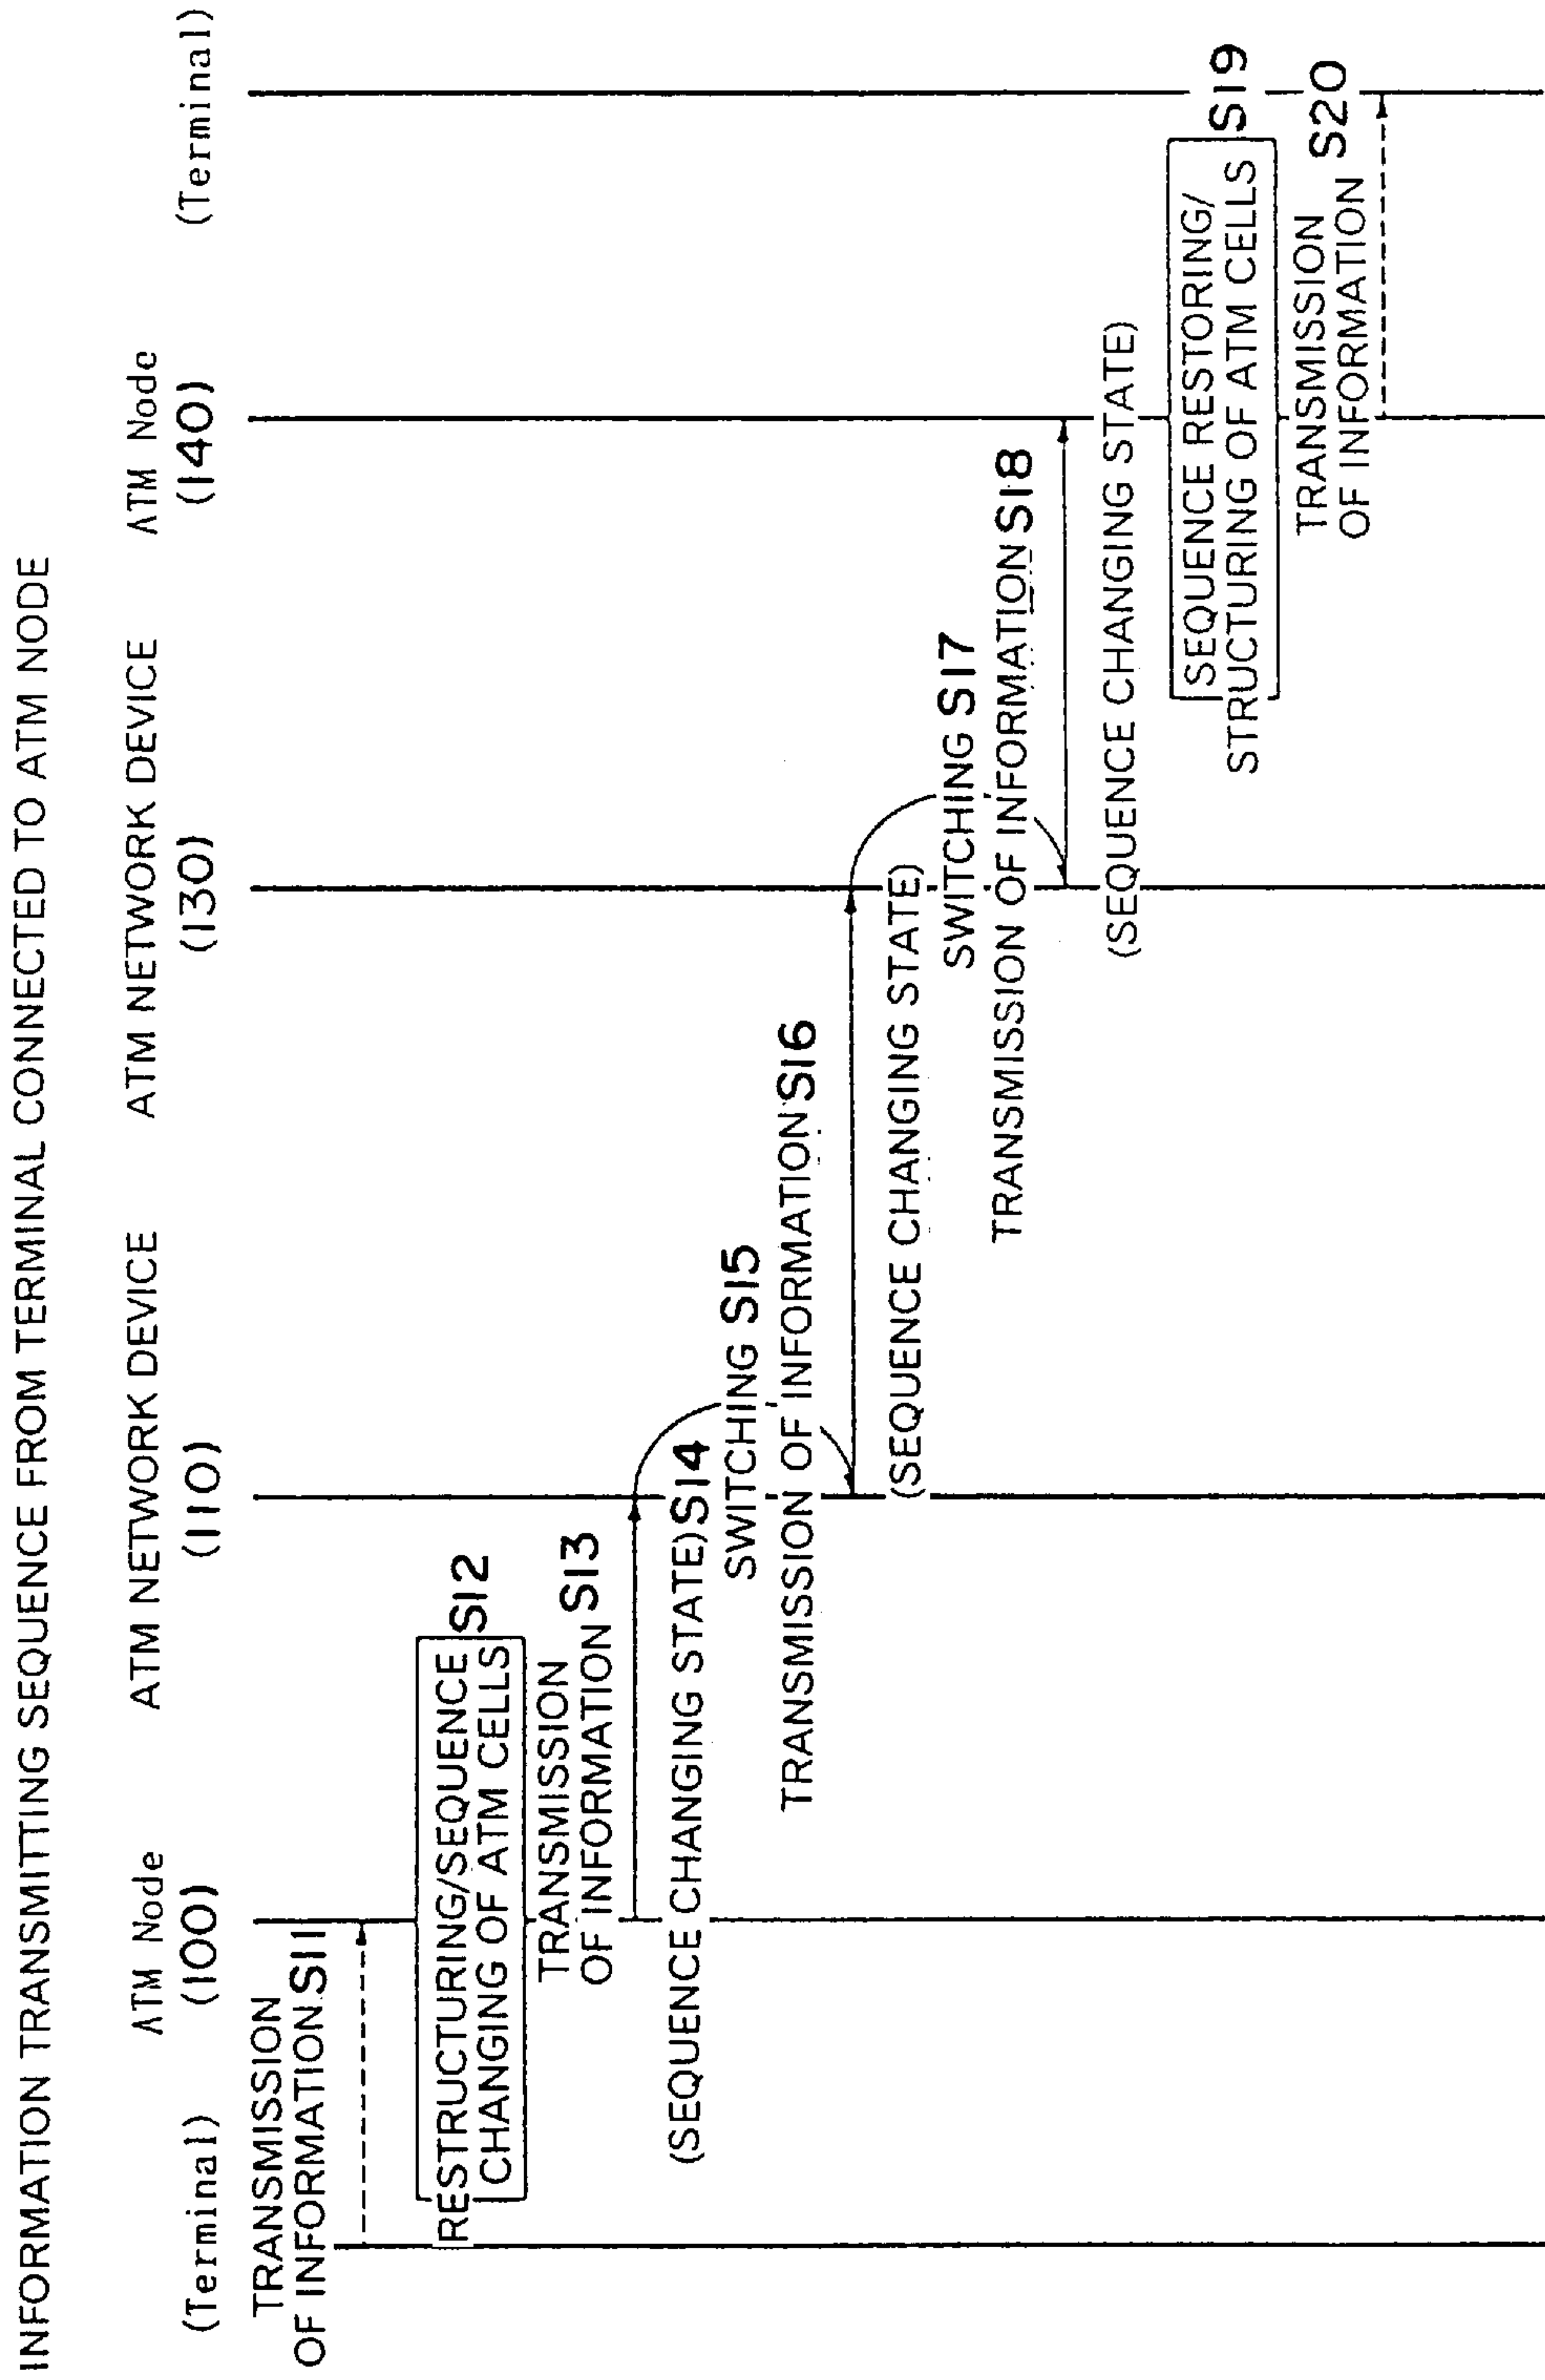 INFORMATION TRANSMITTING SEQUENCE FROM TERMINAL CONNECTED TO ATM NODE
(Terminal)
ATM Node
(100)
ATM NETWORK DEVICE
(110)
ATM NETWORK DEVICE
(130)
ATM Node
(140)
(Terminal)
TRANSMISSION
OF INFORMATION S11
RESTRUCTURING/SEQUENCE
CHANGING OF ATM CELLS S12
TRANSMISSION
OF INFORMATION S13
(SEQUENCE CHANGING STATE) S14
SWITCHING S15
TRANSMISSION OF INFORMATION S16
(SEQUENCE CHANGING STATE)
SWITCHING S17
TRANSMISSION OF INFORMATION S18
(SEQUENCE CHANGING STATE)
SEQUENCE RESTORING/
STRUCTURING OF ATM CELLS S19
TRANSMISSION
OF INFORMATION S20